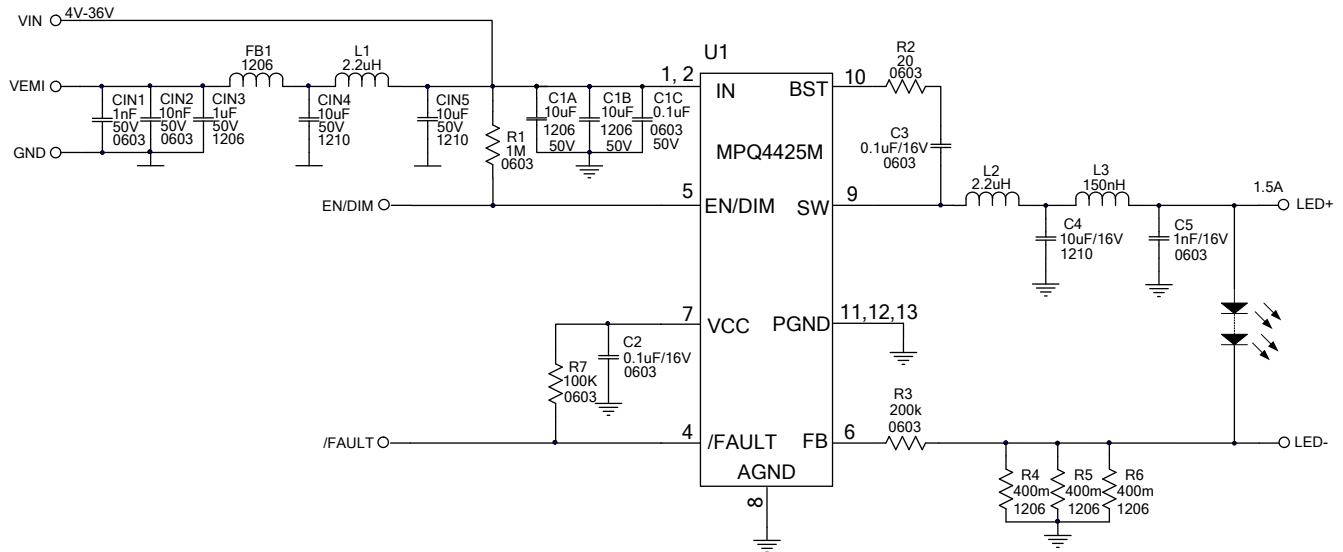 VIN
4V-36V
FB1
1206
L1
2.2uH
VEMI
CIN1
1nF
50V
0603
CIN2
10nF
50V
0603
CIN3
1uF
50V
1206
CIN4
10uF
50V
1210
CIN5
10uF
50V
1210
GND
R1
1M
0603
C1A
10uF
1206
50V
C1B
10uF
1206
50V
C1C
0.1uF
0603
50V
EN/DIM
U1
1, 2
IN
BST
10
MPQ4425M
5
EN/DIM
SW
9
7
VCC
PGND
11,12,13
4
/FAULT
FB
6
AGND
8
R2
20
0603
C3
0.1uF/16V
0603
L2
2.2uH
L3
150nH
1.5A
LED+
C4
10uF/16V
1210
C5
1nF/16V
0603
R7
100K
0603
C2
0.1uF/16V
0603
/FAULT
R3
200k
0603
LED-
R4
400m
1206
R5
400m
1206
R6
400m
1206